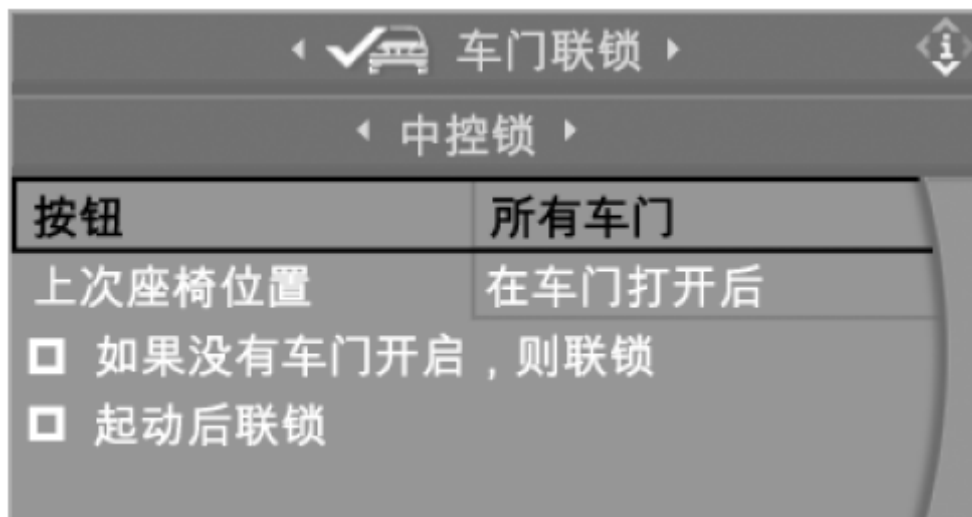 车门联锁
中控锁
按钮 所有车门
上次座椅位置 在车门打开后
如果没有车门开启，则联锁
起动后联锁